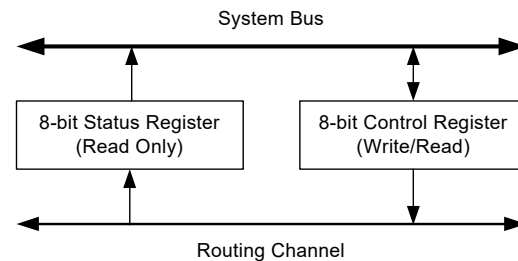 System Bus
8-bit Status Register
(Read Only)
8-bit Control Register
(Write/Read)
Routing Channel